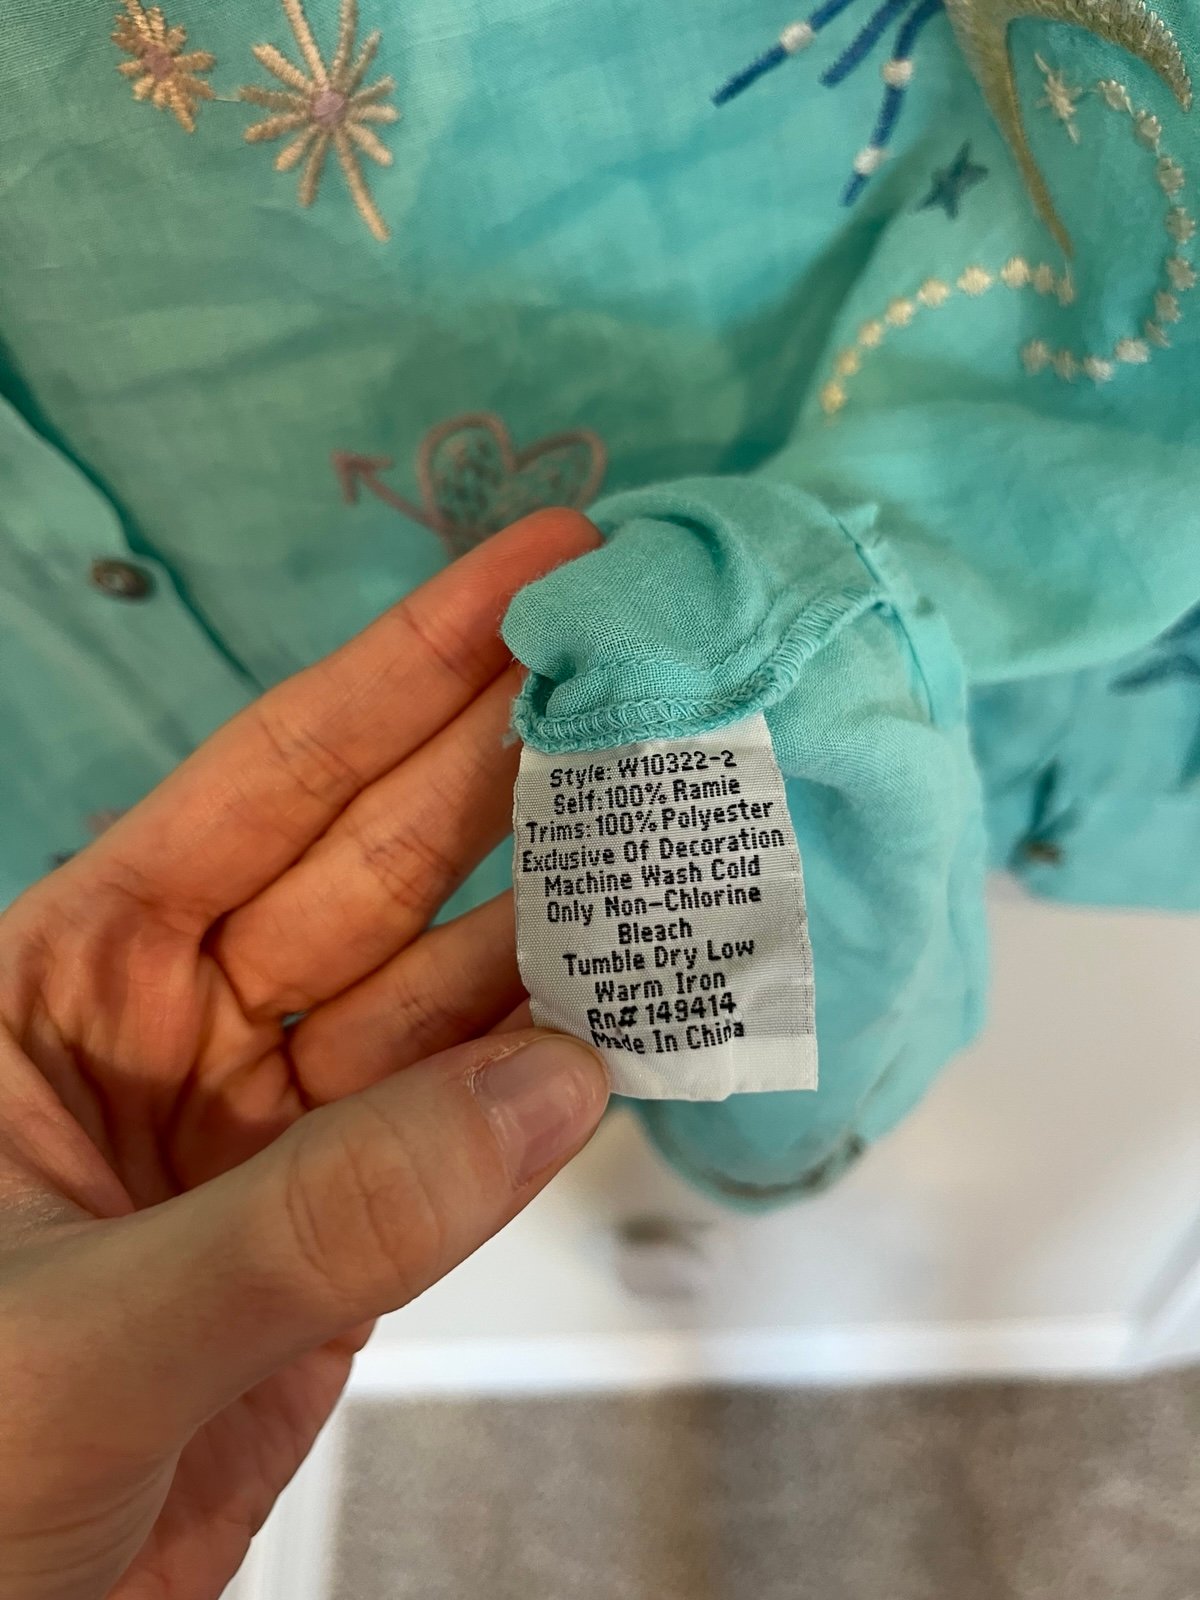 Style: W10322-2
Self:100% Ramie
Trims: 100% Polyester
Exclusive Of Decoration
Machine Wash Cold
Only Non-Chlorine
Bleach
Tumble Dry Low
Warm Iron
Rn# 149414
Made In China